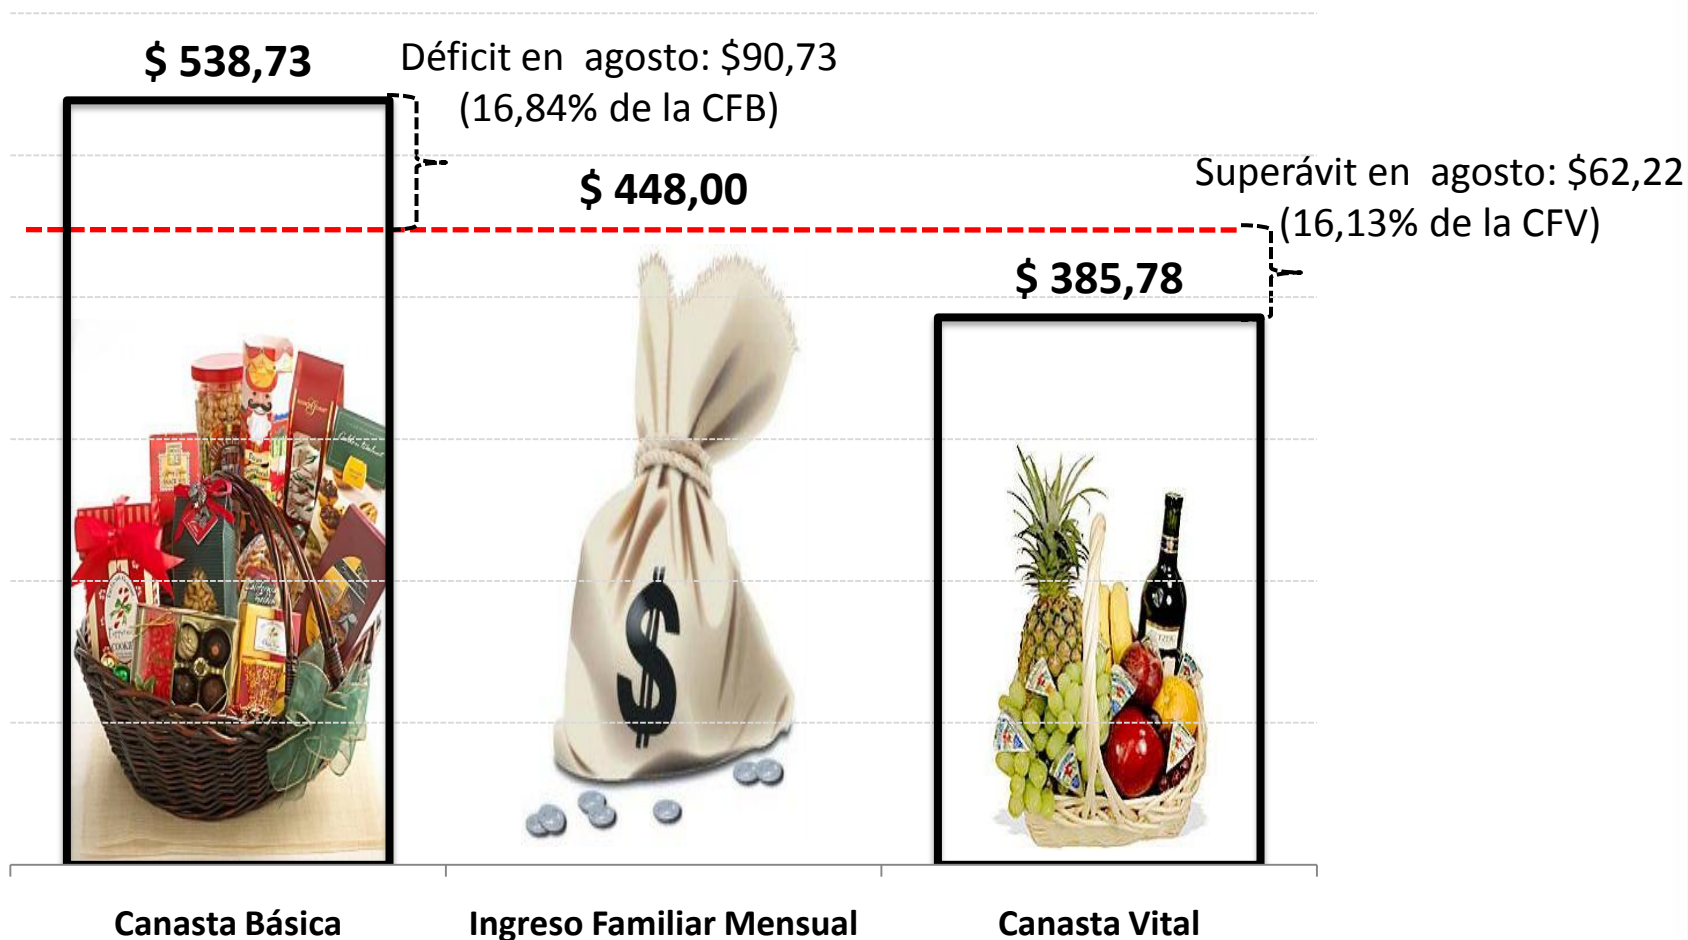 $ 538,73
Déficit en agosto: $90,73
(16,84% de la CFB)
$ 448,00
Superávit en agosto: $62,22
(16,13% de la CFV)
$ 385,78
$
Canasta Básica
Ingreso Familiar Mensual
Canasta Vital